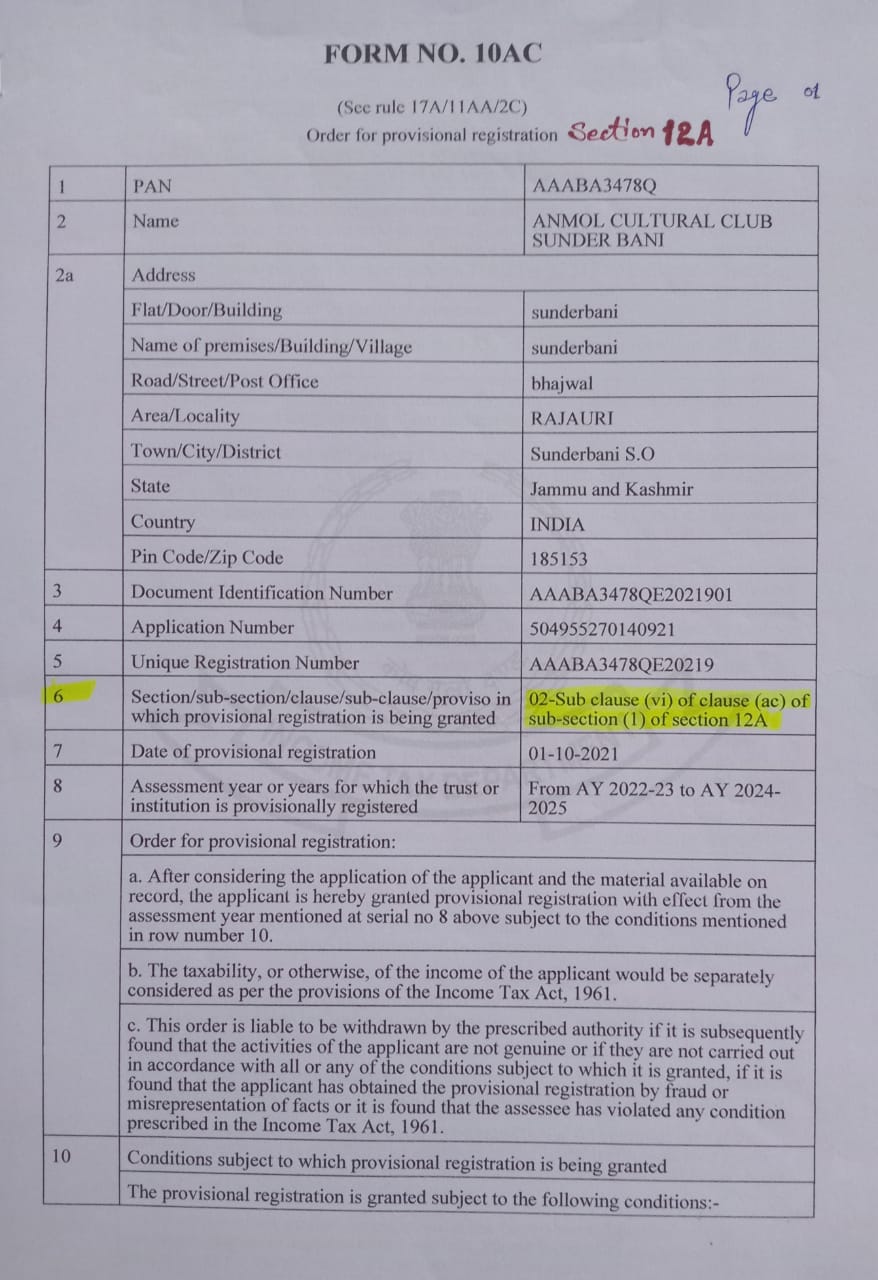 FORM NO. 10AC
Page 01
(See rule 17A/11AA/2C)
Order for provisional registration Section 12A
1 PAN AAABA3478Q
2 Name ANMOL CULTURAL CLUB
SUNDER BANI
2a Address
Flat/Door/Building sunderbani
Name of premises/Building/Village sunderbani
Road/Street/Post Office bhajwal
Area/Locality RAJAURI
Town/City/District Sunderbani S.O
State Jammu and Kashmir
Country INDIA
Pin Code/Zip Code 185153
3 Document Identification Number AAABA3478QE2021901
4 Application Number 504955270140921
5 Unique Registration Number AAABA3478QE20219
6 Section/sub-section/clause/sub-clause/proviso in 02-Sub clause (vi) of clause (ac) of
which provisional registration is being granted sub-section (1) of section 12A
7 Date of provisional registration 01-10-2021
8 Assessment year or years for which the trust or From AY 2022-23 to AY 2024-
institution is provisionally registered 2025
9 Order for provisional registration:
a. After considering the application of the applicant and the material available on
record, the applicant is hereby granted provisional registration with effect from the
assessment year mentioned at serial no 8 above subject to the conditions mentioned
in row number 10.
b. The taxability, or otherwise, of the income of the applicant would be separately
considered as per the provisions of the Income Tax Act, 1961.
c. This order is liable to be withdrawn by the prescribed authority if it is subsequently
found that the activities of the applicant are not genuine or if they are not carried out
in accordance with all or any of the conditions subject to which it is granted, if it is
found that the applicant has obtained the provisional registration by fraud or
misrepresentation of facts or it is found that the assessee has violated any condition
prescribed in the Income Tax Act, 1961.
10 Conditions subject to which provisional registration is being granted
The provisional registration is granted subject to the following conditions:-
INCOME TAX DEPARTMENT